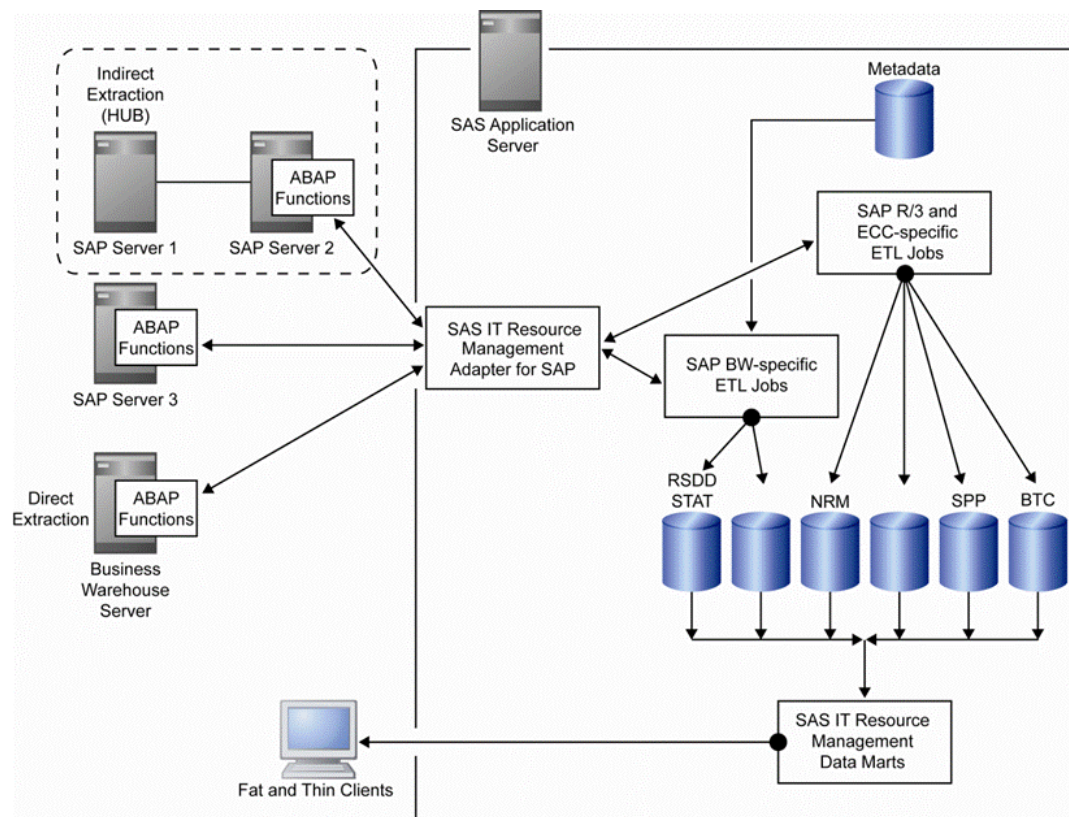 Indirect
Extraction
(HUB)
SAP Server 1
ABAP
Functions
SAP Server 2
SAS Application
Server
Metadata
SAP R/3 and
ECC-specific
ETL Jobs
ABAP
Functions
SAP Server 3
SAS IT Resource
Management
Adapter for SAP
SAP BW-specific
ETL Jobs
Direct
Extraction
ABAP
Functions
Business
Warehouse
Server
RSDD
STAT
NRM
SPP
BTC
SAS IT Resource
Management
Data Marts
Fat and Thin Clients